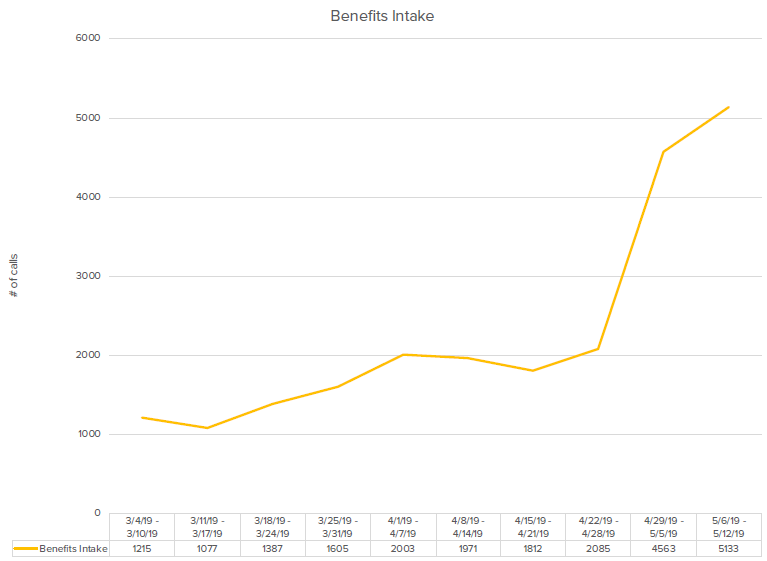 Benefits Intake
6000
5000
4000
3000
2000
1000
0
# of calls
3/4/19 - 3/11/19 - 3/18/19 - 3/25/19 - 4/1/19 - 4/8/19 - 4/15/19 - 4/22/19 - 4/29/19 - 5/6/19 -
3/10/19 3/17/19 3/24/19 3/31/19 4/7/19 4/14/19 4/21/19 4/28/19 5/5/19 5/12/19
Benefits Intake 1215 1077 1387 1605 2003 1971 1812 2085 4563 5133